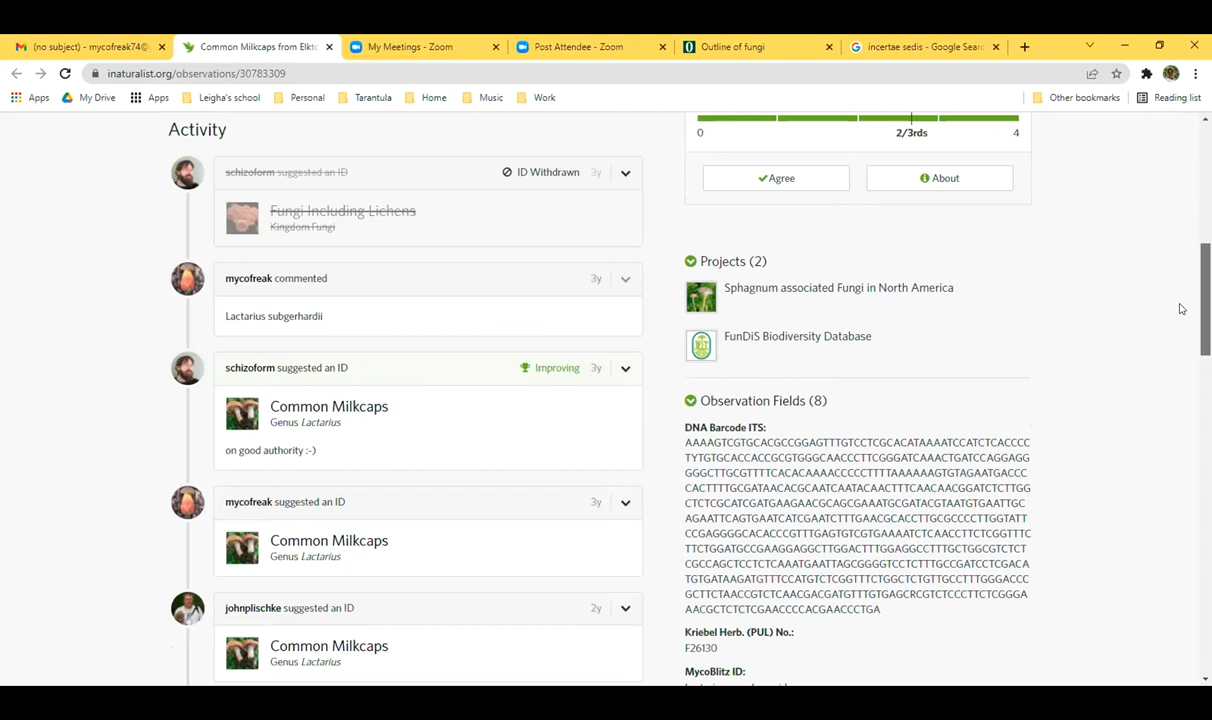 (no subject) - mycofreak74@
Common Milkcaps from Elkto
My Meetings - Zoom
Post Attendee - Zoom
Outline of fungi
incertae sedis - Google Searc
inaturalist.org/observations/30783309
Apps
My Drive
Apps
Leigha's school
Personal
Tarantula
Home
Music
Work
Other bookmarks
Reading list
Activity
schizoform suggested an ID
ID Withdrawn
3y
Fungi Including Lichens
Kingdom Fungi
mycofreak commented
3y
Lactarius subgerhardii
schizoform suggested an ID
Improving
3y
Common Milkcaps
Genus Lactarius
on good authority :-)
mycofreak suggested an ID
3y
Common Milkcaps
Genus Lactarius
johnplischke suggested an ID
2y
Common Milkcaps
Genus Lactarius
0
2/3rds
4
Agree
About
Projects (2)
Sphagnum associated Fungi in North America
FunDiS Biodiversity Database
Observation Fields (8)
DNA Barcode ITS:
AAAAGTCGTGCACGCCGGAGTTTGTCCTCGCACATAAAATCCATCTCACCCC
TYTGTGCACCACCGCGTGGGCAACCCTTCGGGATCAAACTGATCCAGGAGG
GGGCTTGCGTTTTCACACAAAACCCCCTTTTAAAAAAGTGTAGAATGACCC
CACTTTTGCGATAACACGCAATCAATACAACTTTCAACAACGGATCTCTTGG
CTCTCGCATCGATGAAGAACGCAGCGAAATGCGATACGTAATGTGAATTGC
AGAATTCAGTGAATCATCGAATCTTTGAACGCACCTTGCGCCCCTTGGTATT
CCGAGGGGCACACCCGTTTGAGTGTCGTGAAAATCTCAACCTTCTCGGTTTC
TTCTGGATGCCGAAGGAGGCTTGGACTTTGGAGGCCTTTGCTGGCGTCTCT
CGCCAGCTCCTCTCAAATGAATTAGCGGGGTCCTCTTTGCCGATCCTCGACA
TGTGATAAGATGTTTCCATGTCTCGGTTTCTGGCTCTGTTGCCTTTGGGACCC
GCTTCTAACCGTCTCAACGACGATGTTTGTGAGCRCGTCTCCCTTCTCGGGA
AACGCTCTCTCGAACCCCACGAACCCTGA
Kriebel Herb. (PUL) No.:
F26130
MycoBlitz ID: